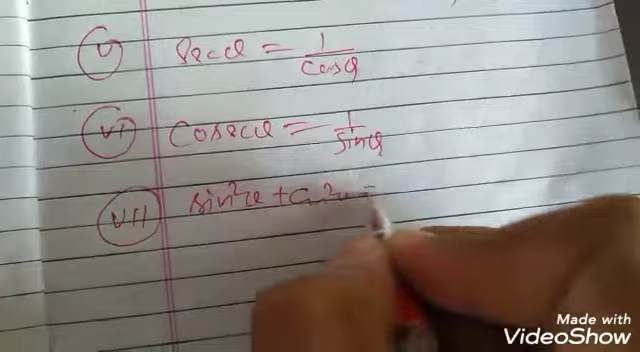 (V) Secθ = 1/cosθ
(VI) Cosecθ = 1/sinθ
(VII) sin²θ + cos²θ =
Made with
VideoShow